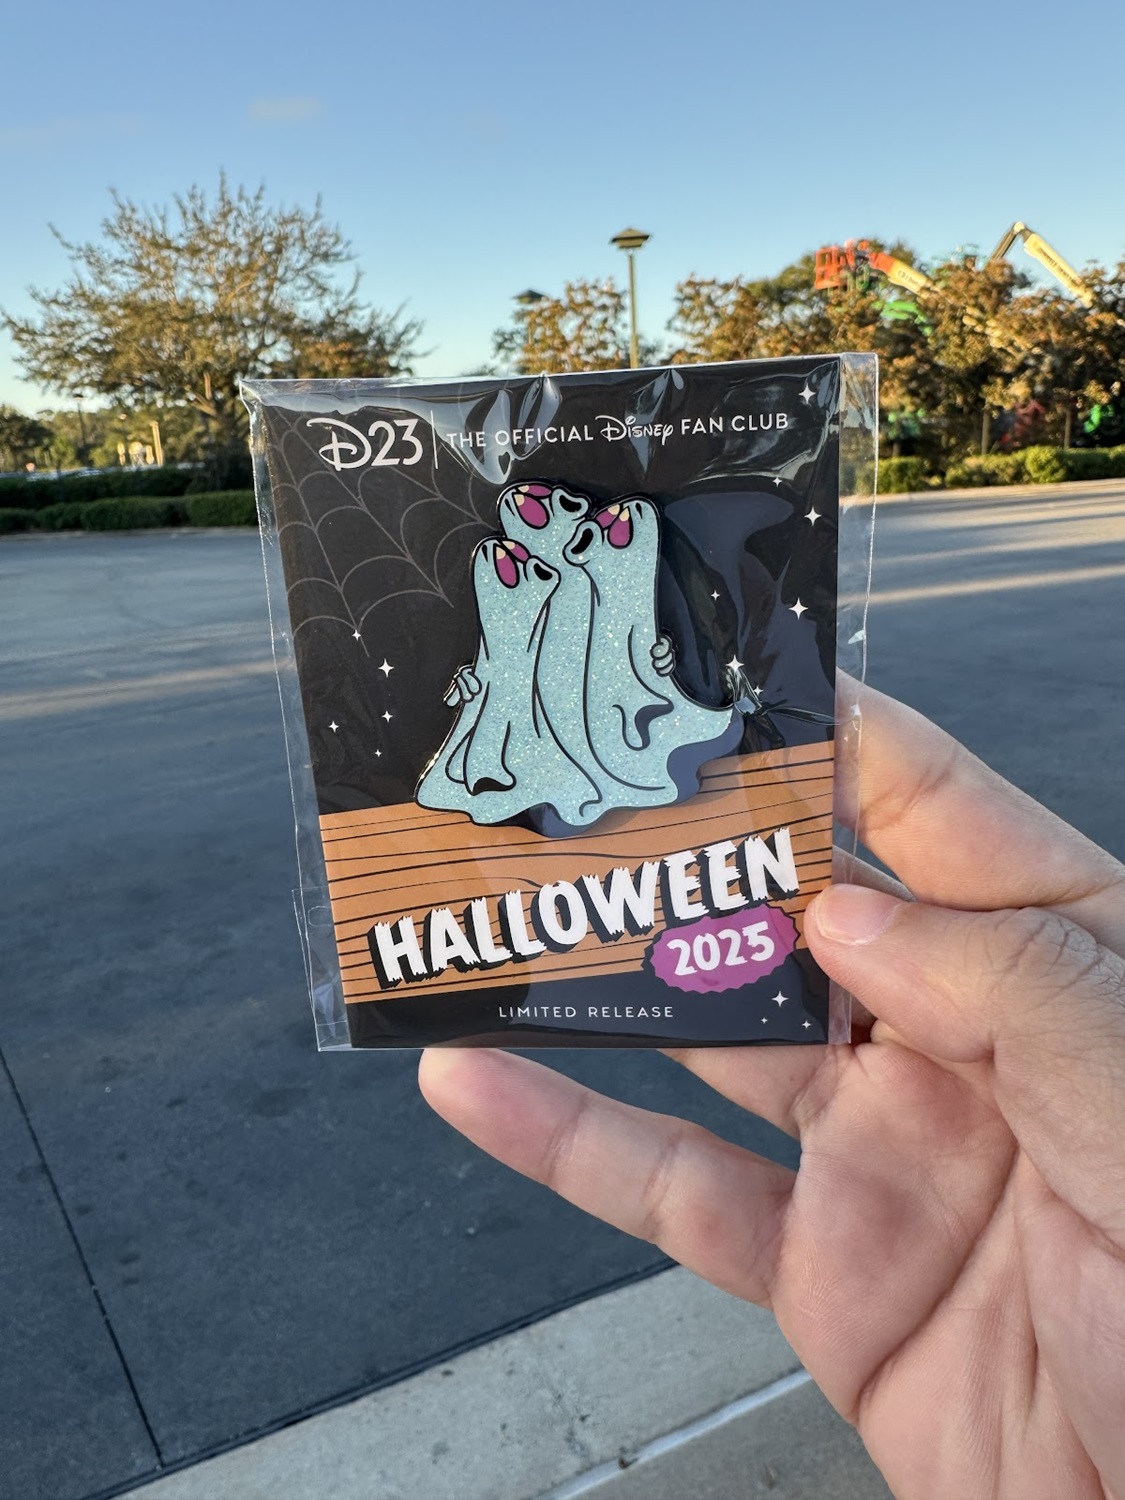 D23 | THE OFFICIAL Disney FAN CLUB
HALLOWEEN
2025
LIMITED RELEASE